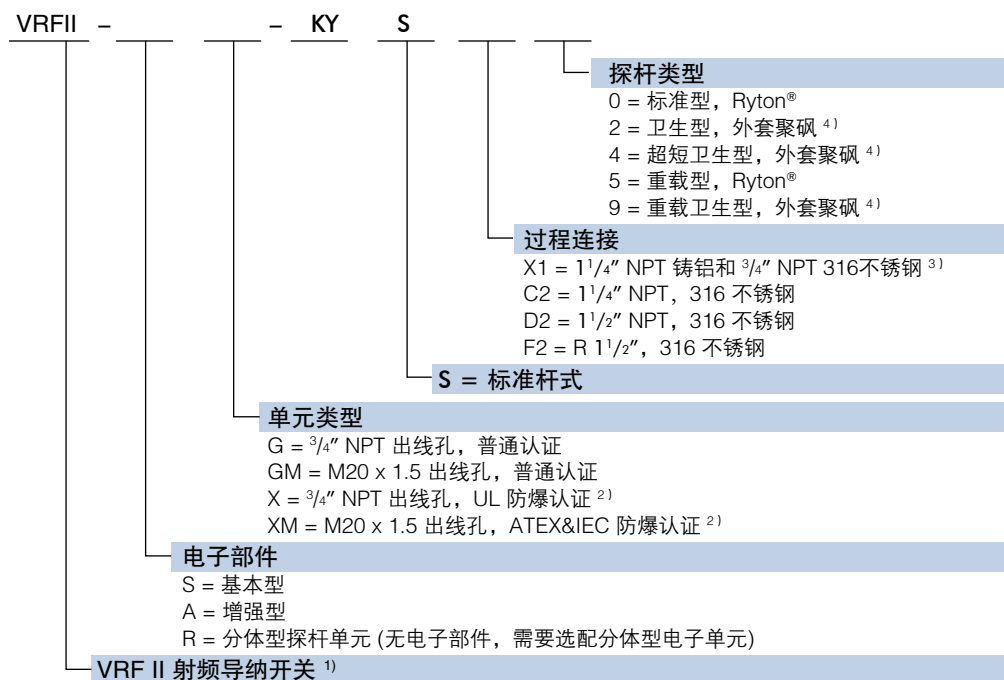 VRFII – – KY S
探杆类型
0 = 标准型，Ryton®
2 = 卫生型，外套聚砜 4)
4 = 超短卫生型，外套聚砜 4)
5 = 重载型，Ryton®
9 = 重载卫生型，外套聚砜 4)
过程连接
X1 = 1 1/4" NPT 铸铝和 3/4" NPT 316不锈钢 3)
C2 = 1 1/4" NPT，316 不锈钢
D2 = 1 1/2" NPT，316 不锈钢
F2 = R 1 1/2"，316 不锈钢
S = 标准杆式
单元类型
G = 3/4" NPT 出线孔，普通认证
GM = M20 x 1.5 出线孔，普通认证
X = 3/4" NPT 出线孔，UL 防爆认证 2)
XM = M20 x 1.5 出线孔，ATEX&IEC 防爆认证 2)
电子部件
S = 基本型
A = 增强型
R = 分体型探杆单元 (无电子部件，需要选配分体型电子单元)
VRF II 射频导纳开关 1)